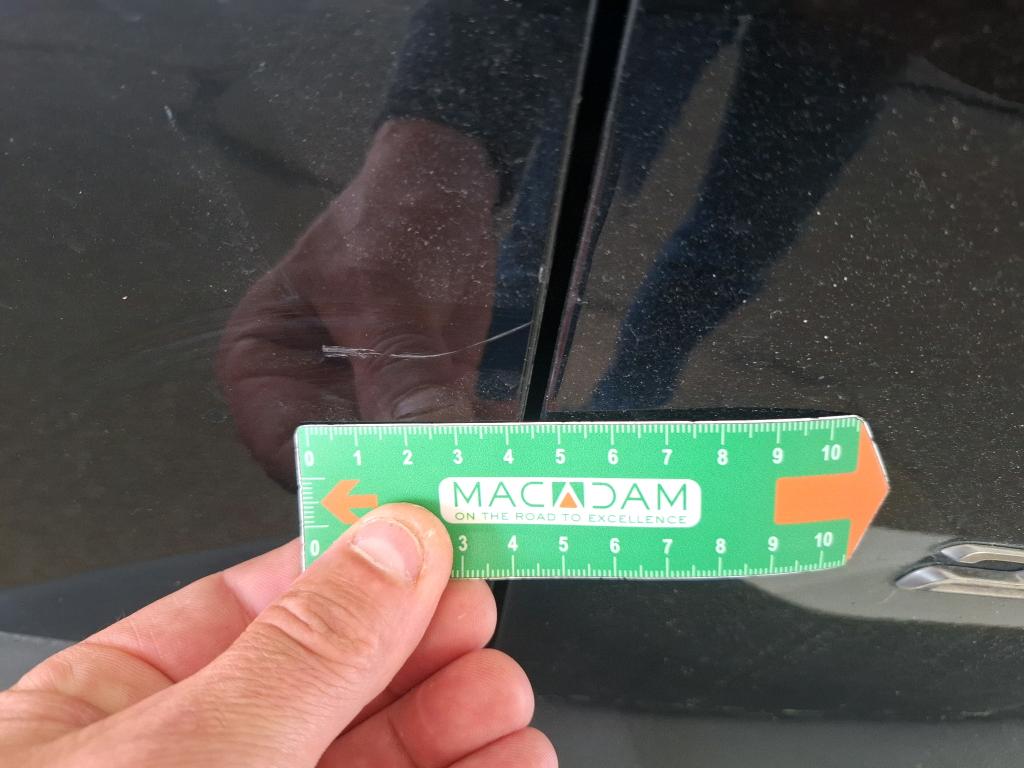 0 1 2 3 4 5 6 7 8 9 10
MACADAM
ON THE ROAD TO EXCELLENCE
0 3 4 5 6 7 8 9 10